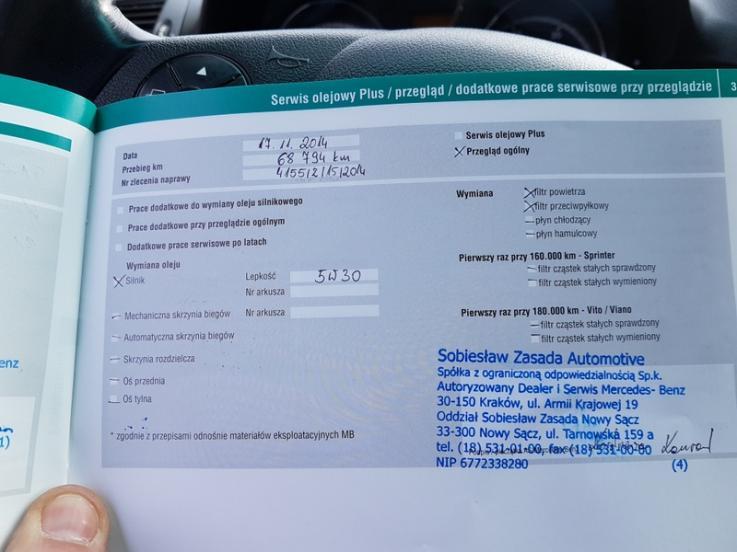 Serwis olejowy Plus / przegląd / dodatkowe prace serwisowe przy przeglądzie 3
Data 17.11.2014
Przebieg km 68 794 km
Nr zlecenia naprawy 4155/2/15/2014
Serwis olejowy Plus
Przegląd ogólny
Prace dodatkowe do wymiany oleju silnikowego
Prace dodatkowe przy przeglądzie ogólnym
Dodatkowe prace serwisowe po latach
Wymiana oleju
Silnik Lepkość 5W30
Nr arkusza
Mechaniczna skrzynia biegów Nr arkusza
Automatyczna skrzynia biegów
Skrzynia rozdzielcza
Oś przednia
Oś tylna
* zgodnie z przepisami odnośnie materiałów eksploatacyjnych MB
Wymiana filtr powietrza
filtr przeciwpyłkowy
płyn chłodzący
płyn hamulcowy
Pierwszy raz przy 160.000 km - Sprinter
filtr cząstek stałych sprawdzony
filtr cząstek stałych wymieniony
Pierwszy raz przy 180.000 km - Vito / Viano
filtr cząstek stałych sprawdzony
filtr cząstek stałych wymieniony
Sobiesław Zasada Automotive
Spółka z ograniczoną odpowiedzialnością Sp.k.
Autoryzowany Dealer i Serwis Mercedes- Benz
30-150 Kraków, ul. Armii Krajowej 19
Oddział Sobiesław Zasada Nowy Sącz
33-300 Nowy Sącz, ul. Tarnowska 159 a
tel. (18) 531-01-00, fax (18) 531-00-80
NIP 6772338280 (4)
enz
1)